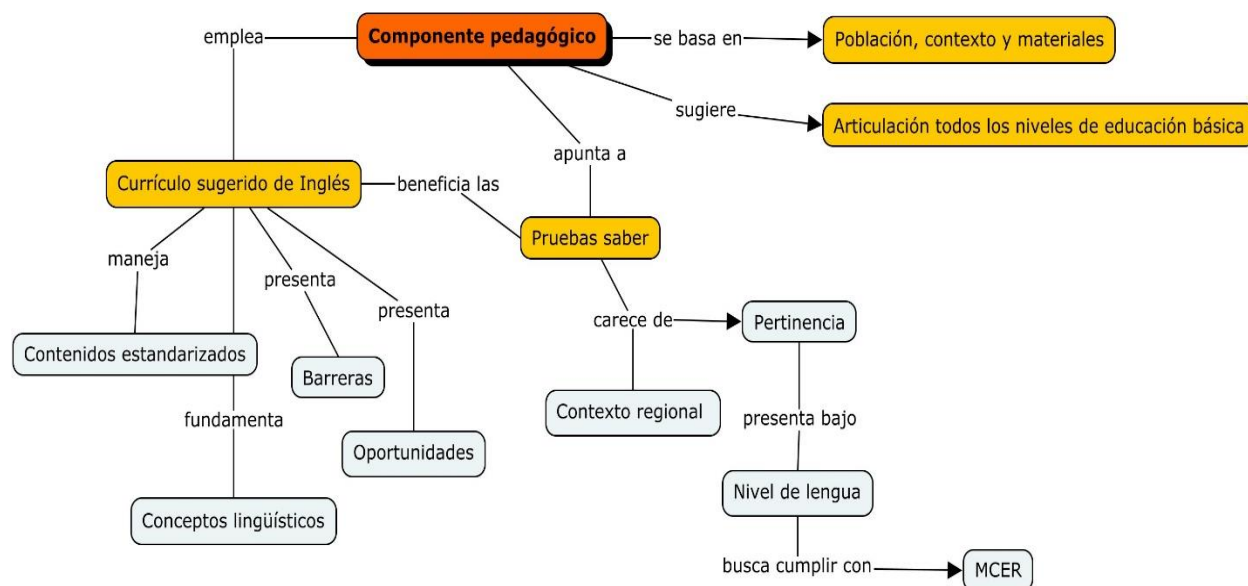 emplea
Componente pedagógico
se basa en
Población, contexto y materiales
sugiere
Articulación todos los niveles de educación básica
apunta a
Currículo sugerido de Inglés
beneficia las
Pruebas saber
maneja
presenta
presenta
carece de
Pertinencia
Contenidos estandarizados
Barreras
Contexto regional
fundamenta
presenta bajo
Oportunidades
Nivel de lengua
Conceptos lingüísticos
busca cumplir con
MCER